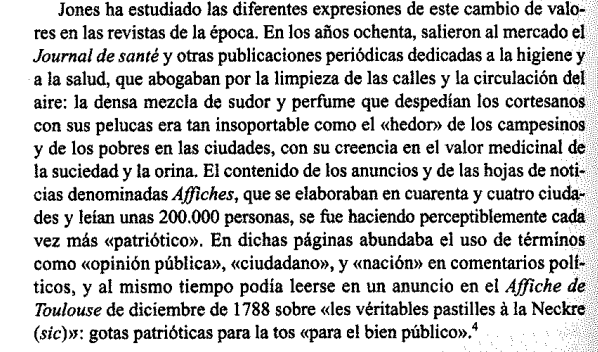 Jones ha estudiado las diferentes expresiones de este cambio de valo-
res en las revistas de la época. En los años ochenta, salieron al mercado el
Journal de santé y otras publicaciones periódicas dedicadas a la higiene y
a la salud, que abogaban por la limpieza de las calles y la circulación del
aire: la densa mezcla de sudor y perfume que despedían los cortesanos
con sus pelucas era tan insoportable como el «hedor» de los campesinos
y de los pobres en las ciudades, con su creencia en el valor medicinal de
la suciedad y la orina. El contenido de los anuncios y de las hojas de noti-
cias denominadas Affiches, que se elaboraban en cuarenta y cuatro ciuda-
des y leían unas 200.000 personas, se fue haciendo perceptiblemente cada
vez más «patriótico». En dichas páginas abundaba el uso de términos
como «opinión pública», «ciudadano», y «nación» en comentarios polí-
ticos, y al mismo tiempo podía leerse en un anuncio en el Affiche de
Toulouse de diciembre de 1788 sobre «les véritables pastilles à la Neckre
(sic)»: gotas patrióticas para la tos «para el bien público».4